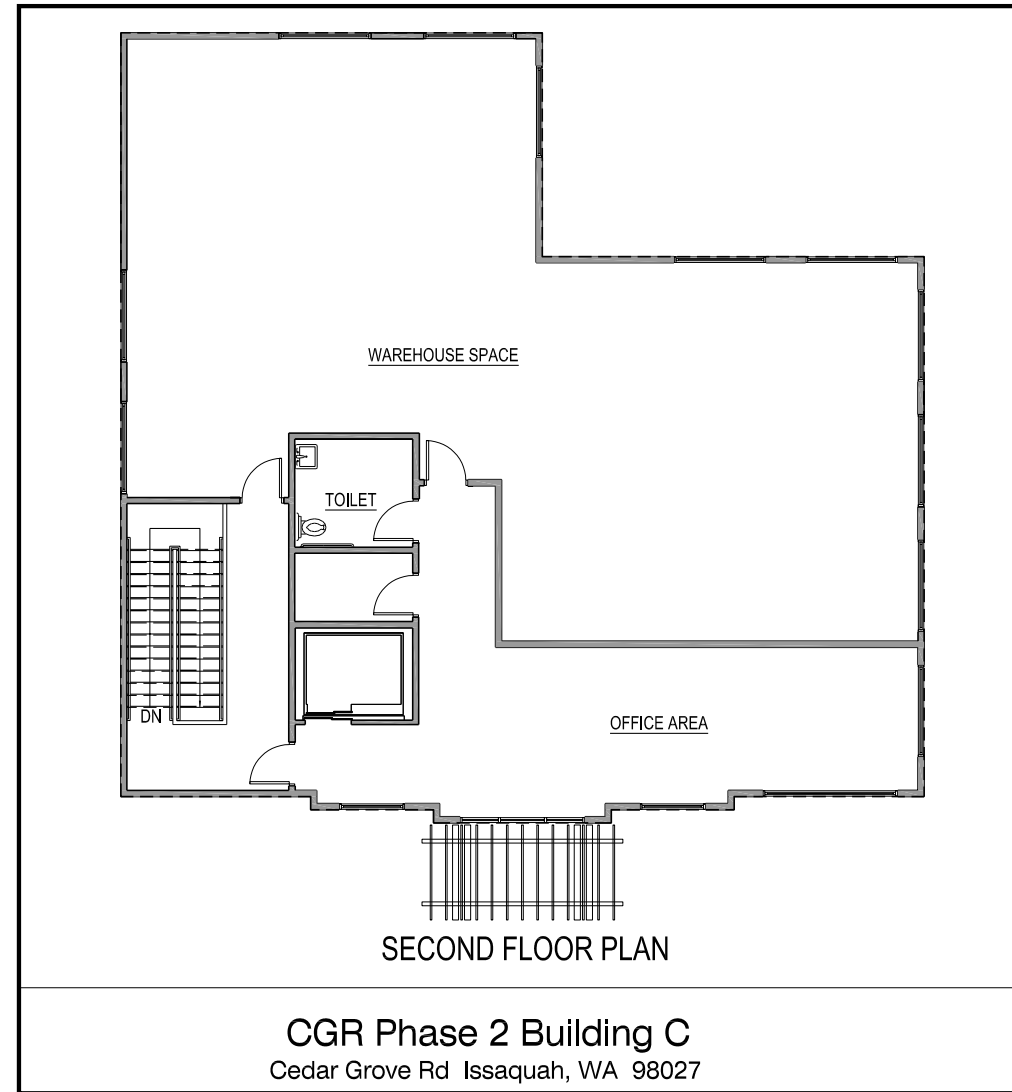 WAREHOUSE SPACE
TOILET
DN
OFFICE AREA
SECOND FLOOR PLAN
CGR Phase 2 Building C
Cedar Grove Rd Issaquah, WA 98027